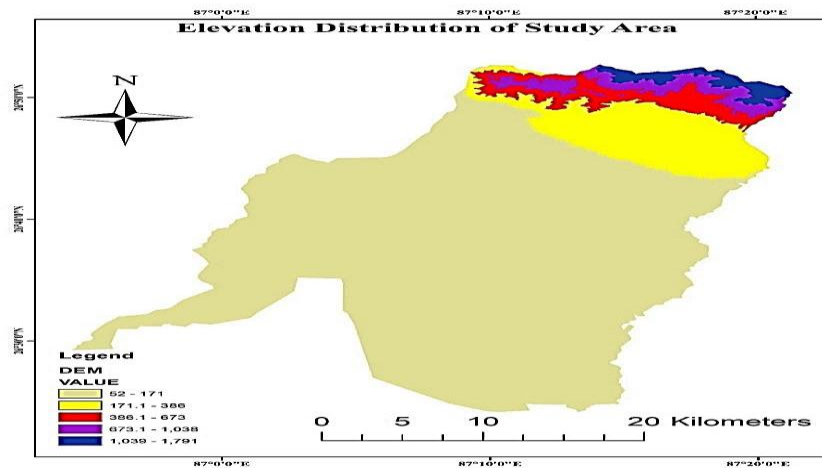 87°0'0"E 87°10'0"E 87°20'0"E
Elevation Distribution of Study Area
N
Legend
DEM
VALUE
52 - 171
171.1 - 386
386.1 - 673
673.1 - 1,038
1,039 - 1,791
0 5 10 20 Kilometers
87°0'0"E 87°10'0"E 87°20'0"E